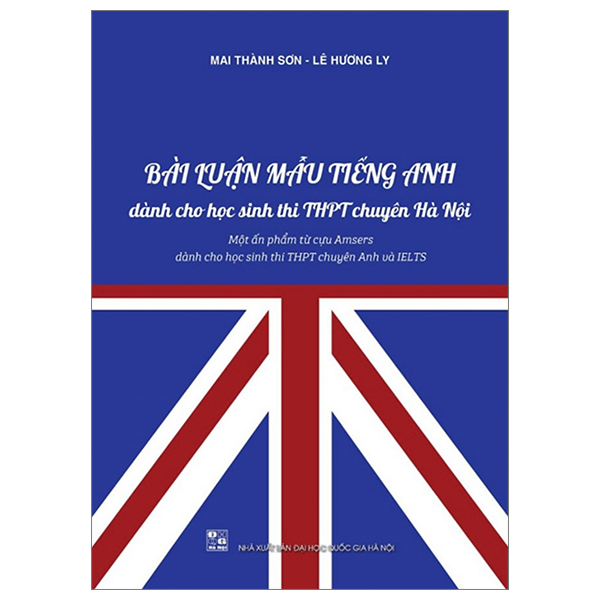 MAI THÀNH SƠN - LÊ HƯƠNG LY
BÀI LUẬN MẪU TIẾNG ANH
dành cho học sinh thi THPT chuyên Hà Nội
Một ấn phẩm từ cựu Amsers
dành cho học sinh thi THPT chuyên Anh và IELTS
HÀ NỘI
NHÀ XUẤT BẢN ĐẠI HỌC QUỐC GIA HÀ NỘI